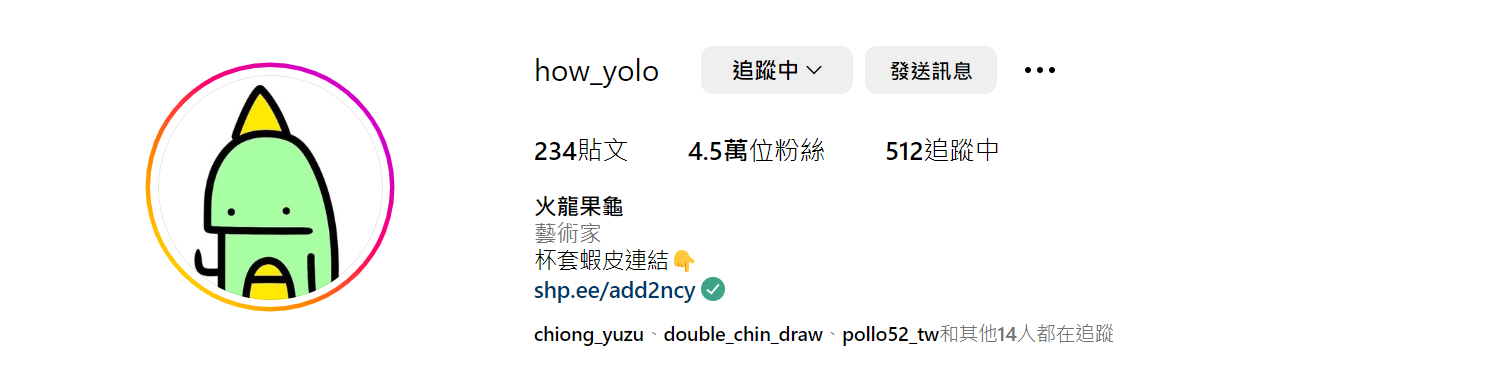 how_yolo 追蹤中 發送訊息
234貼文 4.5萬位粉絲 512追蹤中
火龍果龜
藝術家
杯套蝦皮連結👇
shp.ee/add2ncy
chiong_yuzu、double_chin_draw、pollo52_tw和其他14人都在追蹤